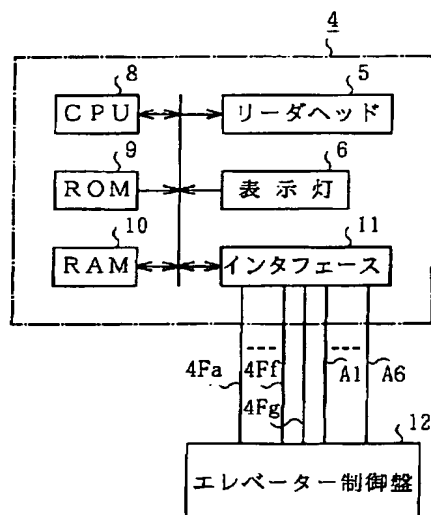 4
8
5
CPU
リーダヘッド
9
6
ROM
表示灯
10
11
RAM
インタフェース
4Fa
4Ff
4Fg
A1
A6
12
エレベーター制御盤